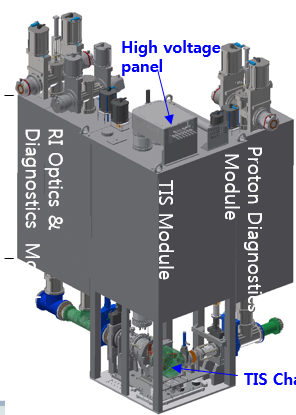 High voltage
panel
RI Optics &
Diagnostics
TIS Module
Proton Diagnostics
Module
TIS Cha